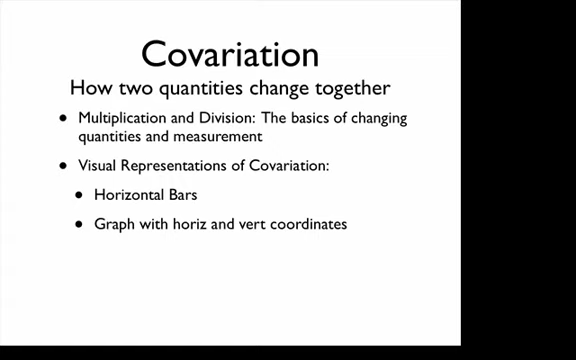 Covariation
How two quantities change together
• Multiplication and Division: The basics of changing
quantities and measurement
• Visual Representations of Covariation:
• Horizontal Bars
• Graph with horiz and vert coordinates